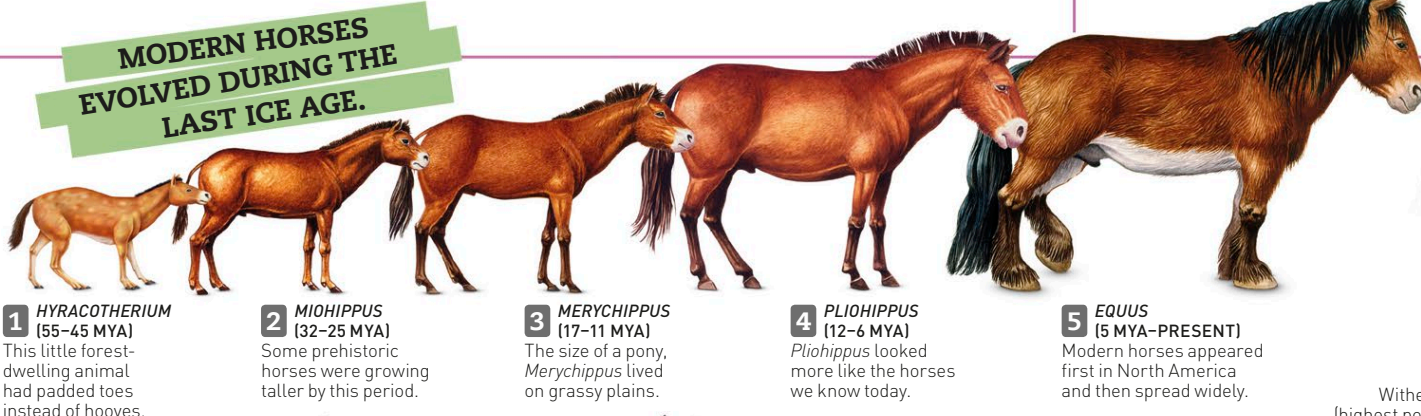 MODERN HORSES
EVOLVED DURING THE
LAST ICE AGE.
1 HYRACOTHERIUM
(55–45 MYA)
This little forest-
dwelling animal
had padded toes
instead of hooves.
2 MIOHIPPUS
(32–25 MYA)
Some prehistoric
horses were growing
taller by this period.
3 MERYCHIPPUS
(17–11 MYA)
The size of a pony,
Merychippus lived
on grassy plains.
4 PLIOHIPPUS
(12–6 MYA)
Pliohippus looked
more like the horses
we know today.
5 EQUUS
(5 MYA–PRESENT)
Modern horses appeared
first in North America
and then spread widely.
(highest